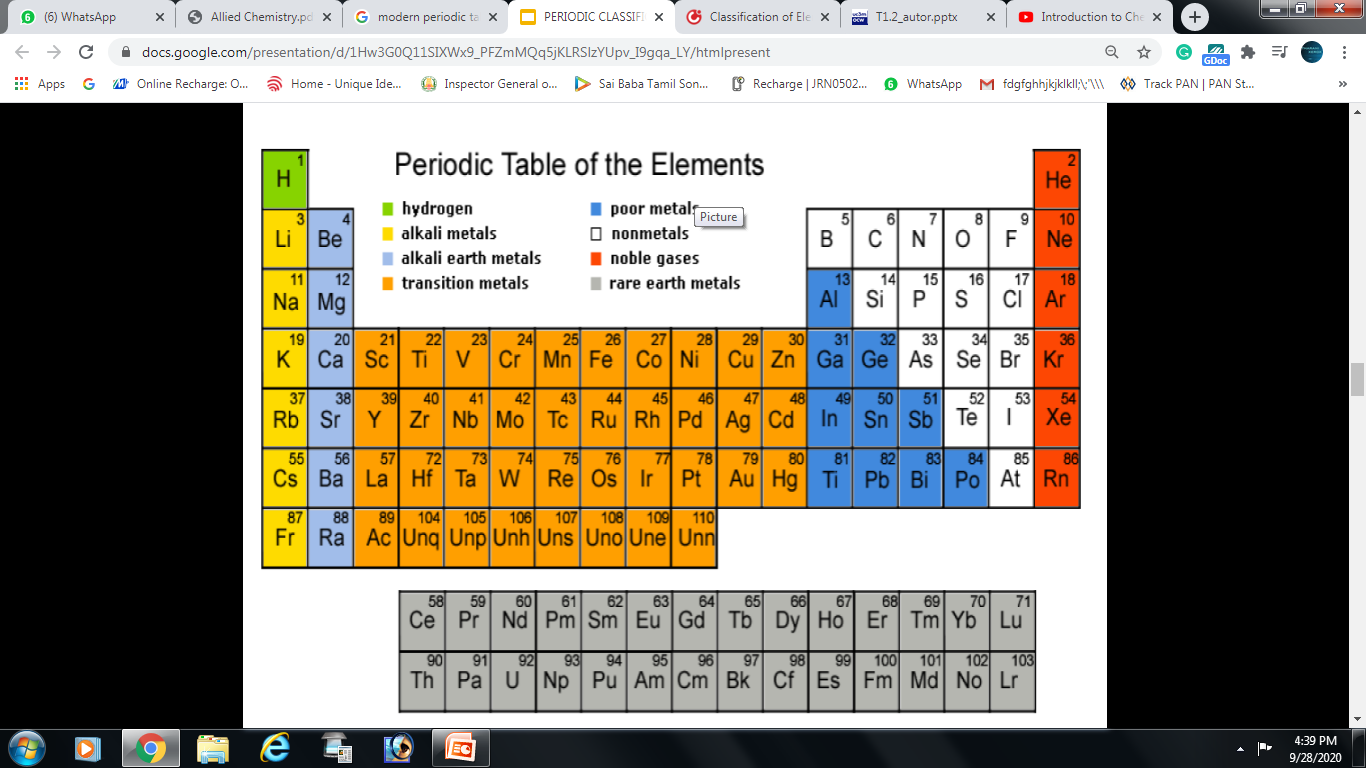 (6) WhatsApp
Allied Chemistry.pd
modern periodic ta
PERIODIC CLASSIFI
Classification of Ele
T1.2_autor.pptx
Introduction to Che
docs.google.com/presentation/d/1Hw3G0Q11SIXWx9_PFZmMQq5jKLRSlzYUpv_I9gqa_LY/htmlpresent
GDoc
Apps
Online Recharge: O...
Home - Unique Ide...
Inspector General o...
Sai Baba Tamil Son...
Recharge | JRN0502...
WhatsApp
fdgfghhjkjklkll;\;'\\\
Track PAN | PAN St...
»
Periodic Table of the Elements
hydrogen
alkali metals
alkali earth metals
transition metals
poor metals
Picture
nonmetals
noble gases
rare earth metals
1 2
H He
3 4 5 6 7 8 9 10
Li Be B C N O F Ne
11 12 13 14 15 16 17 18
Na Mg Al Si P S Cl Ar
19 20 21 22 23 24 25 26 27 28 29 30 31 32 33 34 35 36
K Ca Sc Ti V Cr Mn Fe Co Ni Cu Zn Ga Ge As Se Br Kr
37 38 39 40 41 42 43 44 45 46 47 48 49 50 51 52 53 54
Rb Sr Y Zr Nb Mo Tc Ru Rh Pd Ag Cd In Sn Sb Te I Xe
55 56 57 72 73 74 75 76 77 78 79 80 81 82 83 84 85 86
Cs Ba La Hf Ta W Re Os Ir Pt Au Hg Ti Pb Bi Po At Rn
87 88 89 104 105 106 107 108 109 110
Fr Ra Ac Unq Unp Unh Uns Uno Une Unn
58 59 60 61 62 63 64 65 66 67 68 69 70 71
Ce Pr Nd Pm Sm Eu Gd Tb Dy Ho Er Tm Yb Lu
90 91 92 93 94 95 96 97 98 99 100 101 102 103
Th Pa U Np Pu Am Cm Bk Cf Es Fm Md No Lr
4:39 PM
9/28/2020